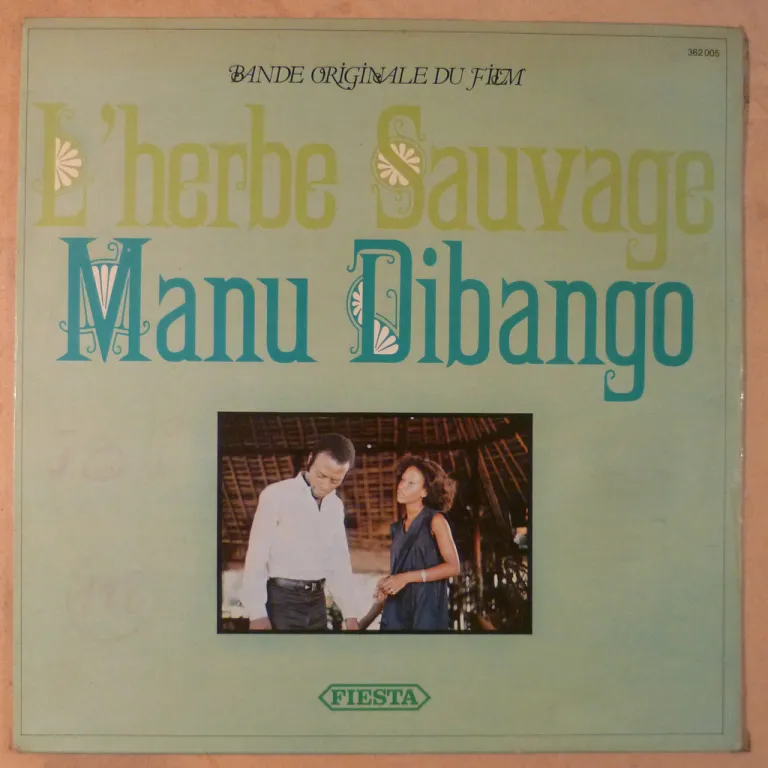 362 005
BANDE ORIGINALE DU FILM
L'herbe Sauvage
Manu Dibango
FIESTA